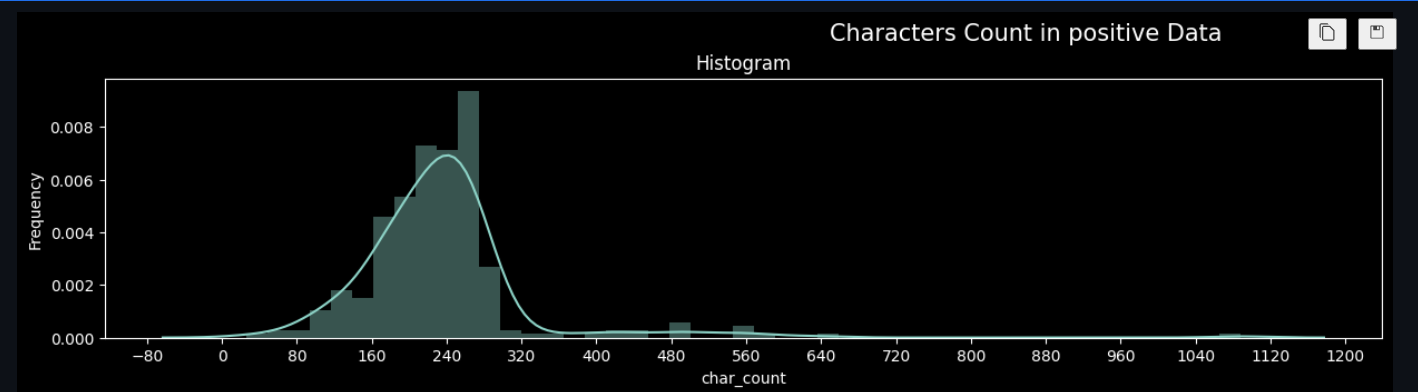 Characters Count in positive Data
Histogram
0.008
0.006
0.004
0.002
0.000
Frequency
−80 0 80 160 240 320 400 480 560 640 720 800 880 960 1040 1120 1200
char_count